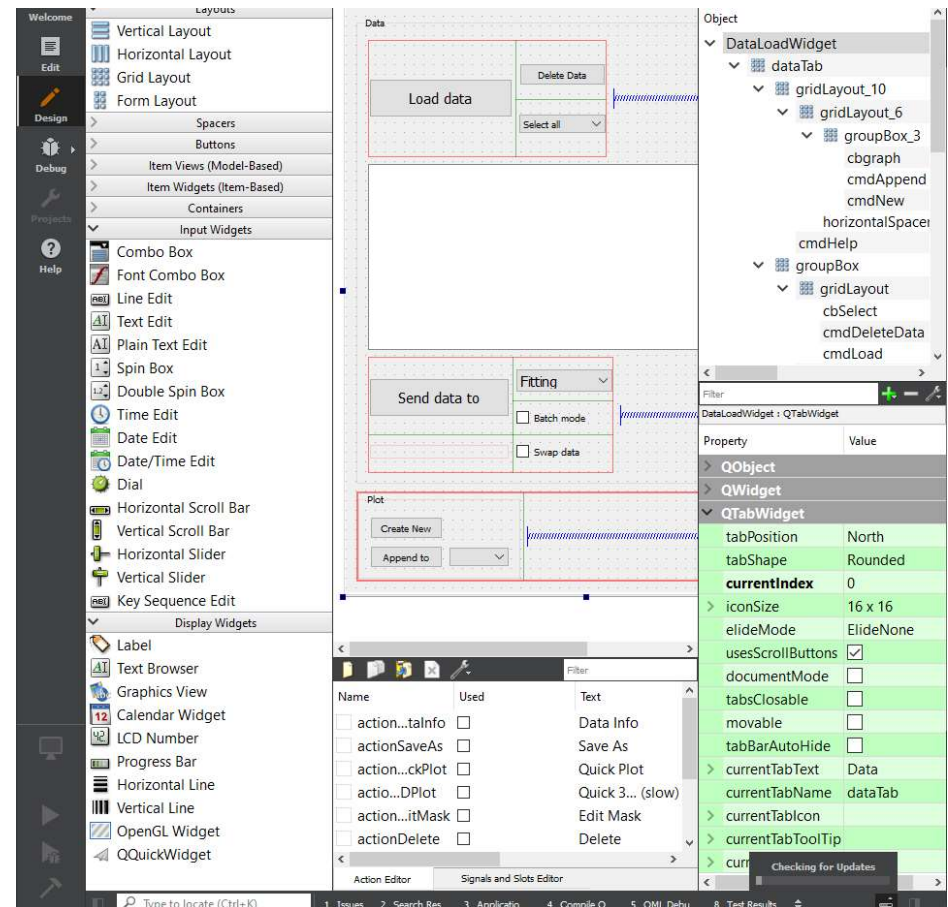 Welcome
Edit
Design
Debug
Projects
Help
Layouts
Vertical Layout
Horizontal Layout
Grid Layout
Form Layout
Spacers
Buttons
Item Views (Model-Based)
Item Widgets (Item-Based)
Containers
Input Widgets
Combo Box
Font Combo Box
Line Edit
Text Edit
Plain Text Edit
Spin Box
Double Spin Box
Time Edit
Date Edit
Date/Time Edit
Dial
Horizontal Scroll Bar
Vertical Scroll Bar
Horizontal Slider
Vertical Slider
Key Sequence Edit
Display Widgets
Label
Text Browser
Graphics View
Calendar Widget
LCD Number
Progress Bar
Horizontal Line
Vertical Line
OpenGL Widget
QQuickWidget
Data
Load data
Delete Data
Select all
Send data to
Fitting
Batch mode
Swap data
Plot
Create New
Append to
Filter
Name Used Text
action...taInfo Data Info
actionSaveAs Save As
action...ckPlot Quick Plot
actio...DPlot Quick 3... (slow)
action...itMask Edit Mask
actionDelete Delete
Action Editor Signals and Slots Editor
Object
DataLoadWidget
dataTab
gridLayout_10
gridLayout_6
groupBox_3
cbgraph
cmdAppend
cmdNew
horizontalSpacer
cmdHelp
groupBox
gridLayout
cbSelect
cmdDeleteData
cmdLoad
Filter
DataLoadWidget : QTabWidget
Property Value
QObject
QWidget
QTabWidget
tabPosition North
tabShape Rounded
currentIndex 0
iconSize 16 x 16
elideMode ElideNone
usesScrollButtons
documentMode
tabsClosable
movable
tabBarAutoHide
currentTabText Data
currentTabName dataTab
currentTabIcon
currentTabToolTip
curr
Checking for Updates
Type to locate (Ctrl+K) 1 Issues 2 Search Res... 3 Applicatio... 4 Compile O... 5 QML Debu... 8 Test Results